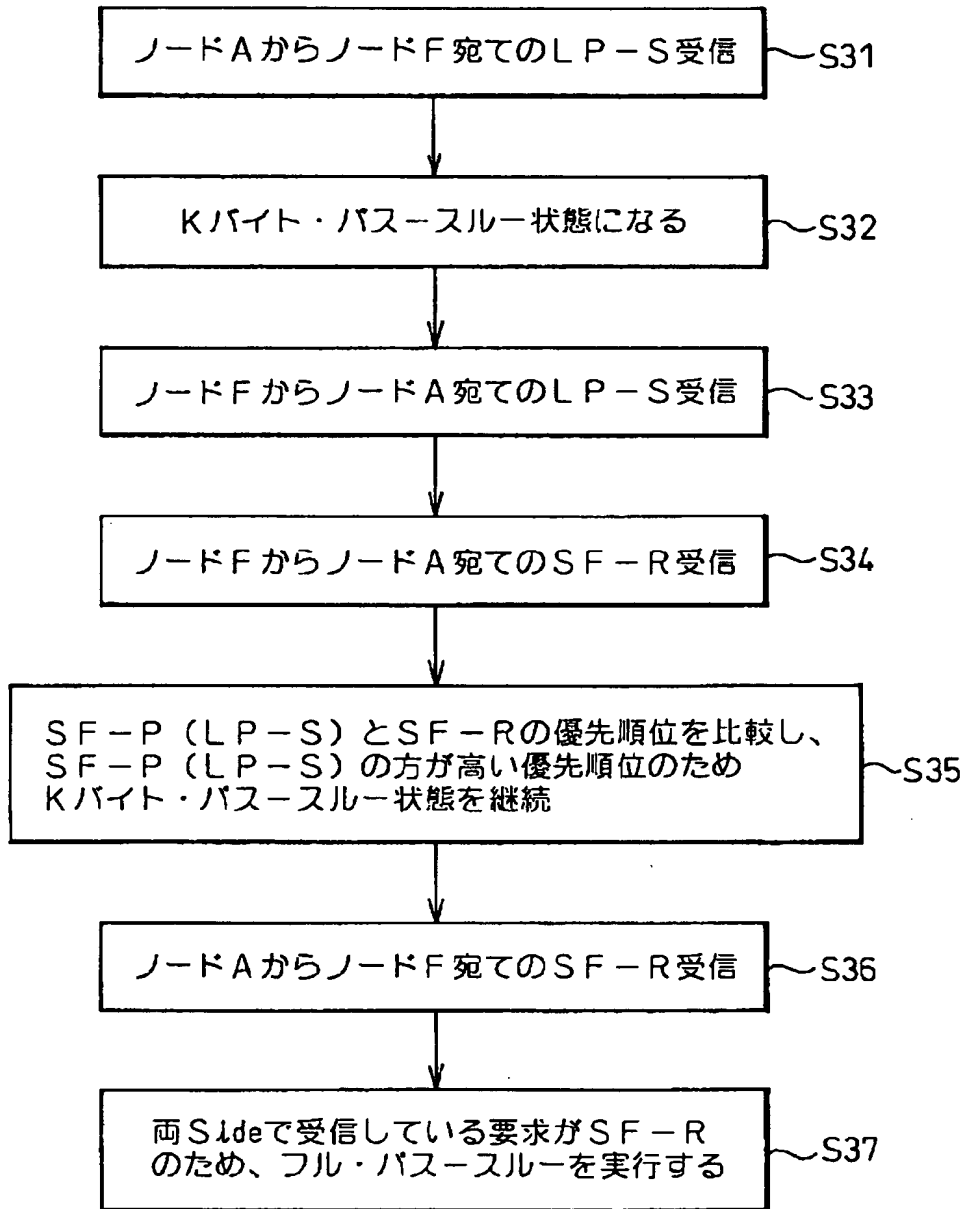 ノードAからノードF宛てのLP-S受信
S31
Kバイト・パス-スルー状態になる
S32
ノードFからノードA宛てのLP-S受信
S33
ノードFからノードA宛てのSF-R受信
S34
SF-P(LP-S)とSF-Rの優先順位を比較し、
SF-P(LP-S)の方が高い優先順位のため
Kバイト・パス-スルー状態を継続
S35
ノードAからノードF宛てのSF-R受信
S36
両Sideで受信している要求がSF-R
のため、フル・パス-スルーを実行する
S37